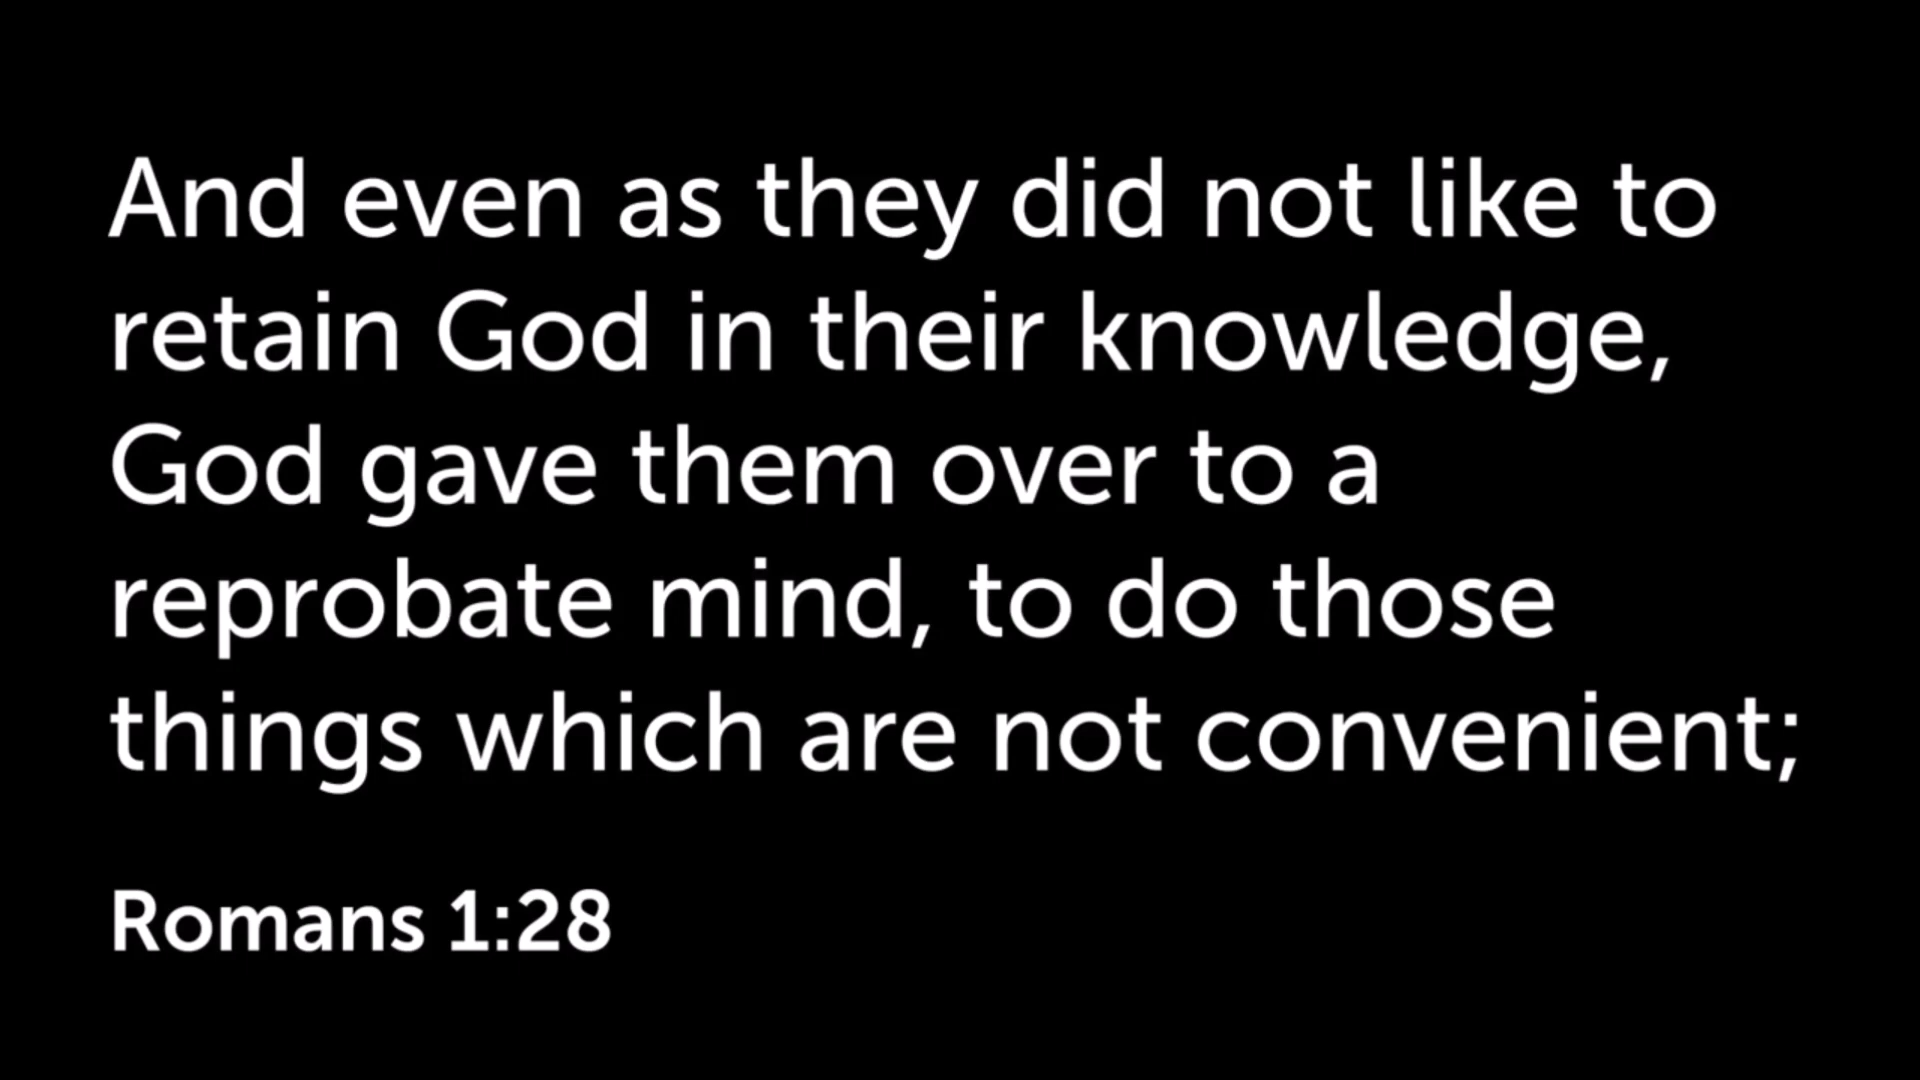 And even as they did not like to
retain God in their knowledge,
God gave them over to a
reprobate mind, to do those
things which are not convenient;
Romans 1:28